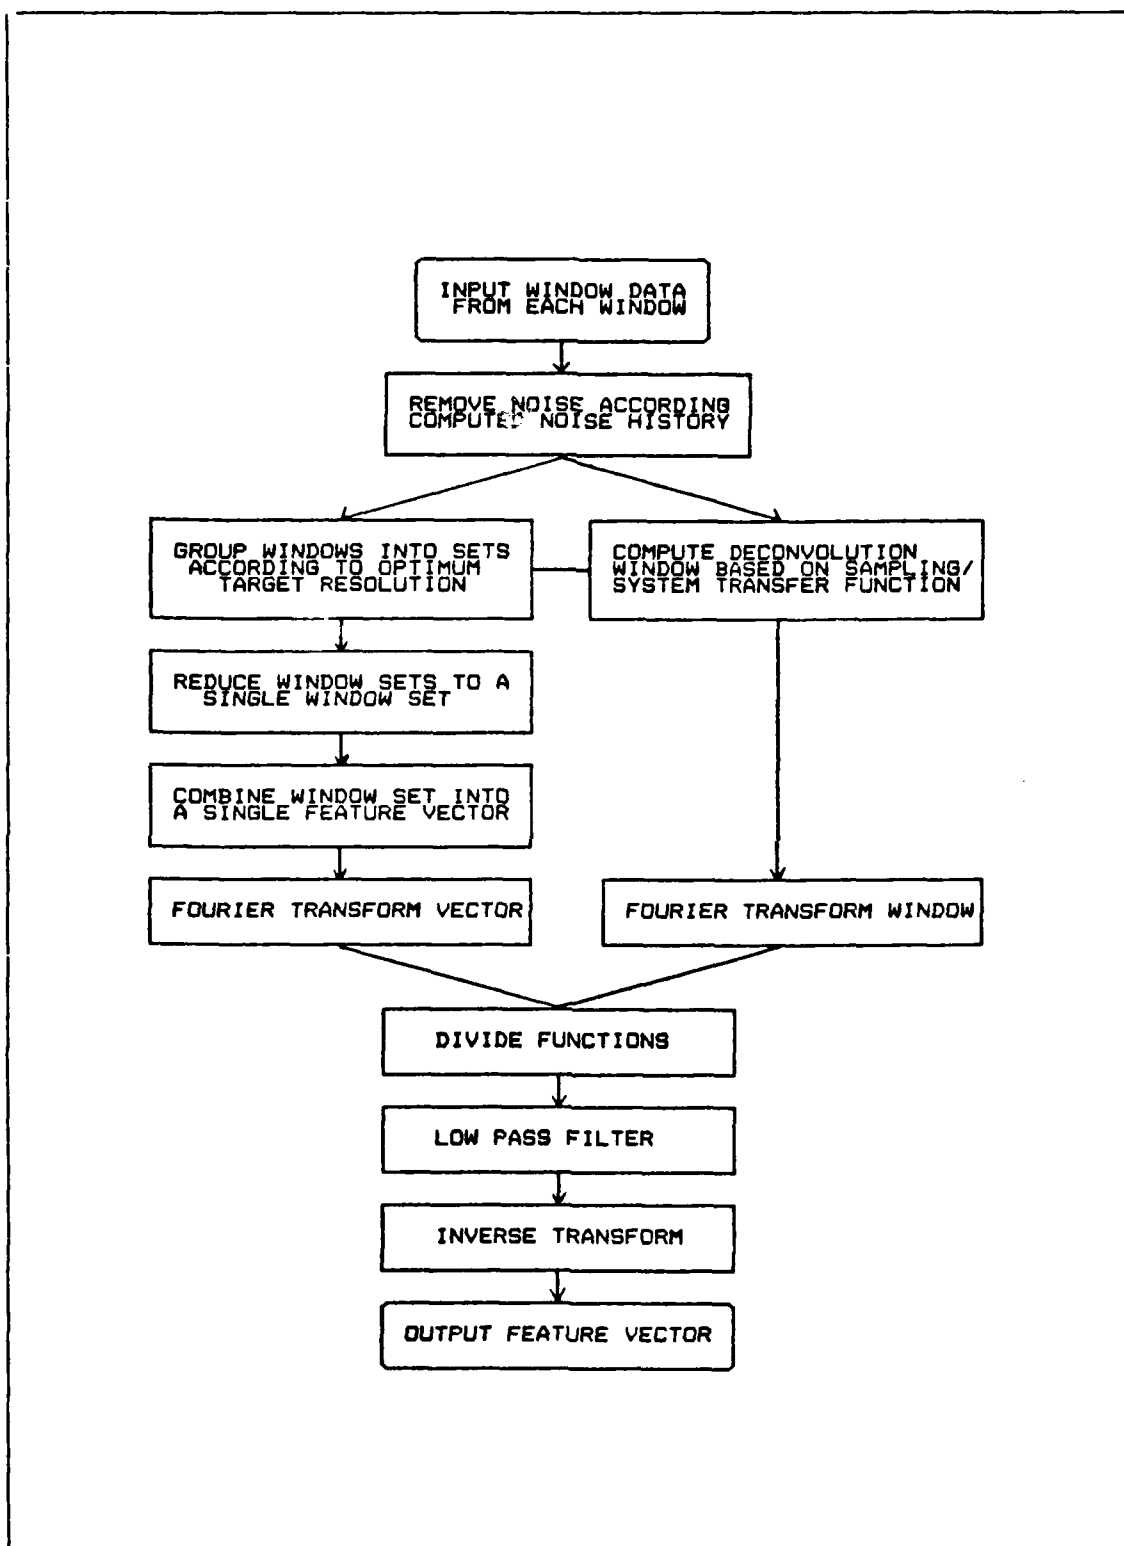 INPUT WINDOW DATA
FROM EACH WINDOW
REMOVE NOISE ACCORDING
COMPUTED NOISE HISTORY
GROUP WINDOWS INTO SETS
ACCORDING TO OPTIMUM
TARGET RESOLUTION
COMPUTE DECONVOLUTION
WINDOW BASED ON SAMPLING/
SYSTEM TRANSFER FUNCTION
REDUCE WINDOW SETS TO A
SINGLE WINDOW SET
COMBINE WINDOW SET INTO
A SINGLE FEATURE VECTOR
FOURIER TRANSFORM VECTOR
FOURIER TRANSFORM WINDOW
DIVIDE FUNCTIONS
LOW PASS FILTER
INVERSE TRANSFORM
OUTPUT FEATURE VECTOR